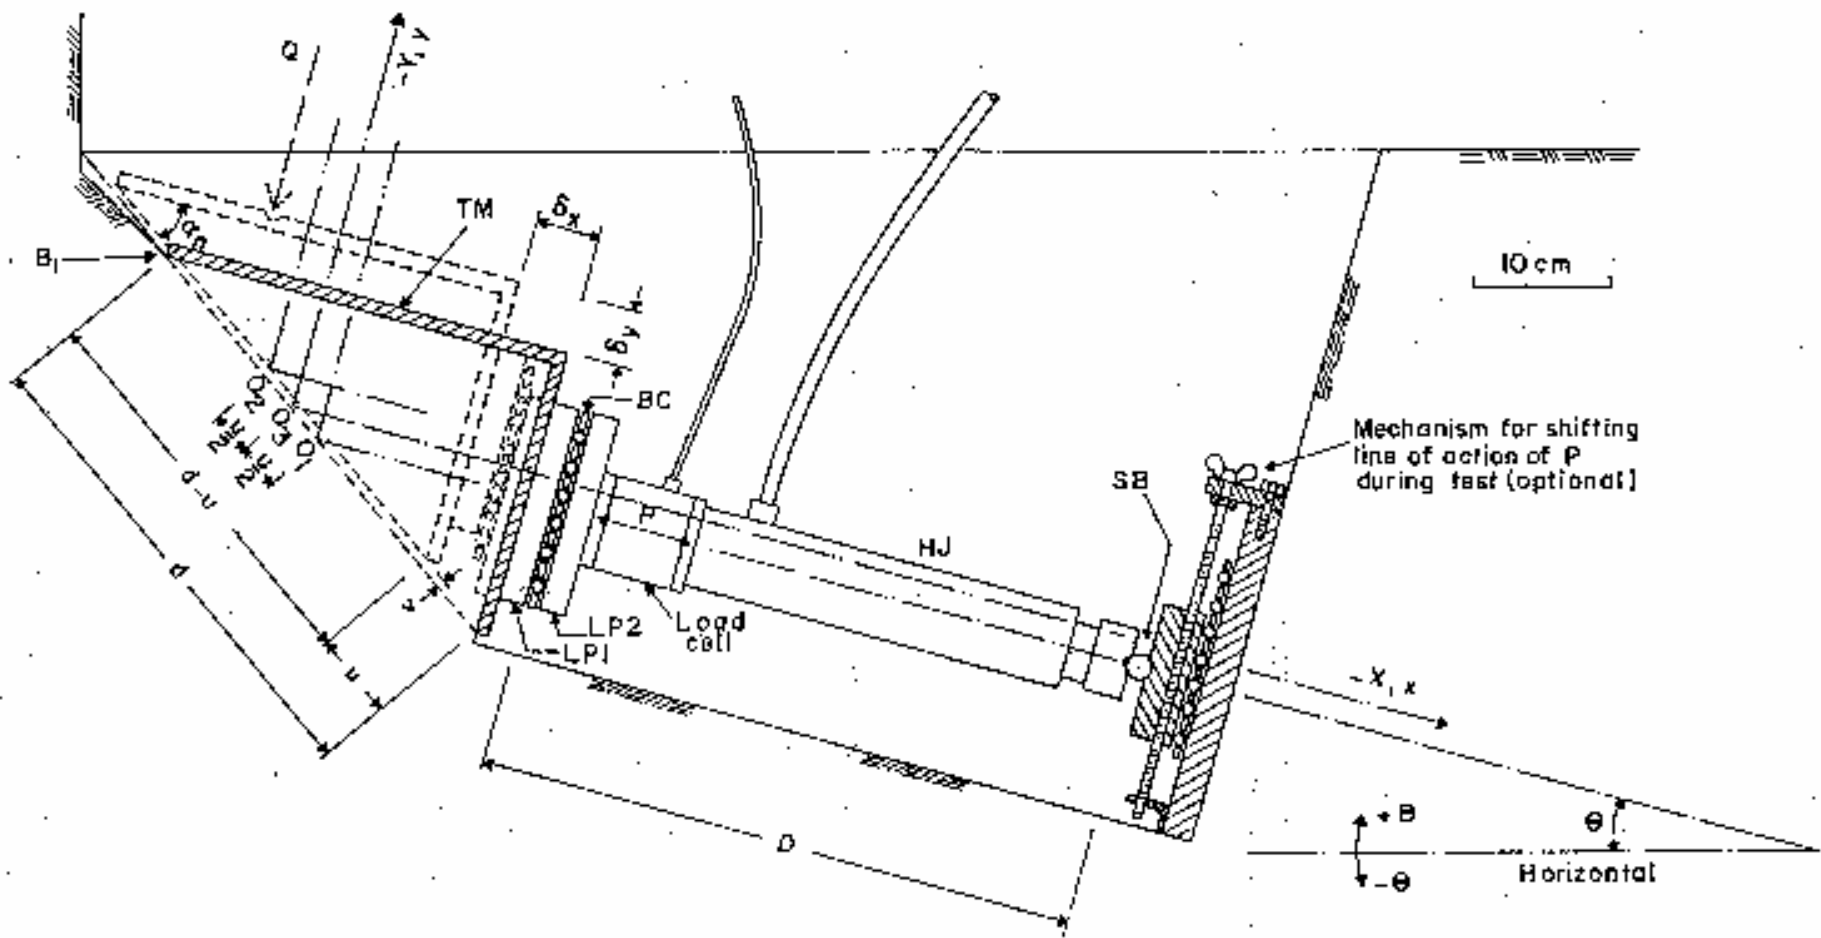 Q
TM
δx
B1
αn
10 cm
δy
BC
Mechanism for shifting
line of action of P
during test (optional)
SB
P
HJ
d-u
d
LP2
Load
cell
LP1
u
-X, x
D
+ B
θ
-θ
Horizontal